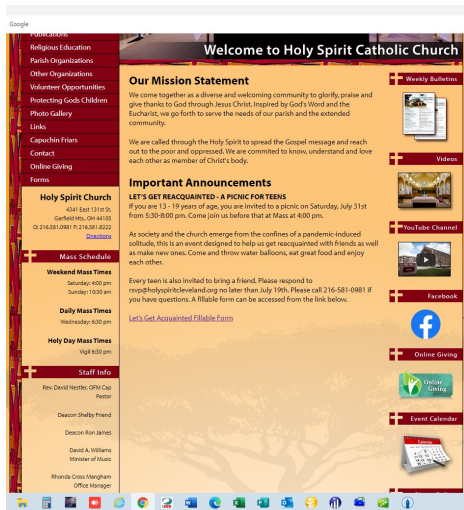 Google
Publications
Religious Education
Parish Organizations
Other Organizations
Volunteer Opportunities
Protecting Gods Children
Photo Gallery
Links
Capuchin Friars
Contact
Online Giving
Forms
Holy Spirit Church
4341 East 131st St.
Garfield Hts., OH 44105
O: 216.581.0981 F: 216.581.8222
Directions
Mass Schedule
Weekend Mass Times
Saturday: 4:00 pm
Sunday: 10:30 am
Daily Mass Times
Wednesday: 6:30 pm
Holy Day Mass Times
Vigil 6:30 pm
Staff Info
Rev. David Nestler, OFM Cap
Pastor
Deacon Shelby Friend
Deacon Ron James
David A. Williams
Minister of Music
Rhonda Cross Mangham
Office Manager
Welcome to Holy Spirit Catholic Church
Our Mission Statement
We come together as a diverse and welcoming community to glorify, praise and
give thanks to God through Jesus Christ. Inspired by God's Word and the
Eucharist, we go forth to serve the needs of our parish and the extended
community.
We are called through the Holy Spirit to spread the Gospel message and reach
out to the poor and oppressed. We are commited to know, understand and love
each other as member of Christ's body.
Important Announcements
LET'S GET REACQUAINTED - A PICNIC FOR TEENS
If you are 13 - 19 years of age, you are invited to a picnic on Saturday, July 31st
from 5:30-8:00 pm. Come join us before that at Mass at 4:00 pm.
As society and the church emerge from the confines of a pandemic-induced
solitude, this is an event designed to help us get reacquainted with friends as well
as make new ones. Come and throw water balloons, eat great food and enjoy
each other.
Every teen is also invited to bring a friend. Please respond to
rsvp@holyspiritcleveland.org no later than July 19th. Please call 216-581-0981 if
you have questions. A fillable form can be accessed from the link below.
Let's Get Acquainted Fillable Form
Weekly Bulletins
Videos
YouTube Channel
Facebook
Online Giving
Online
Giving
Event Calendar
Calendar